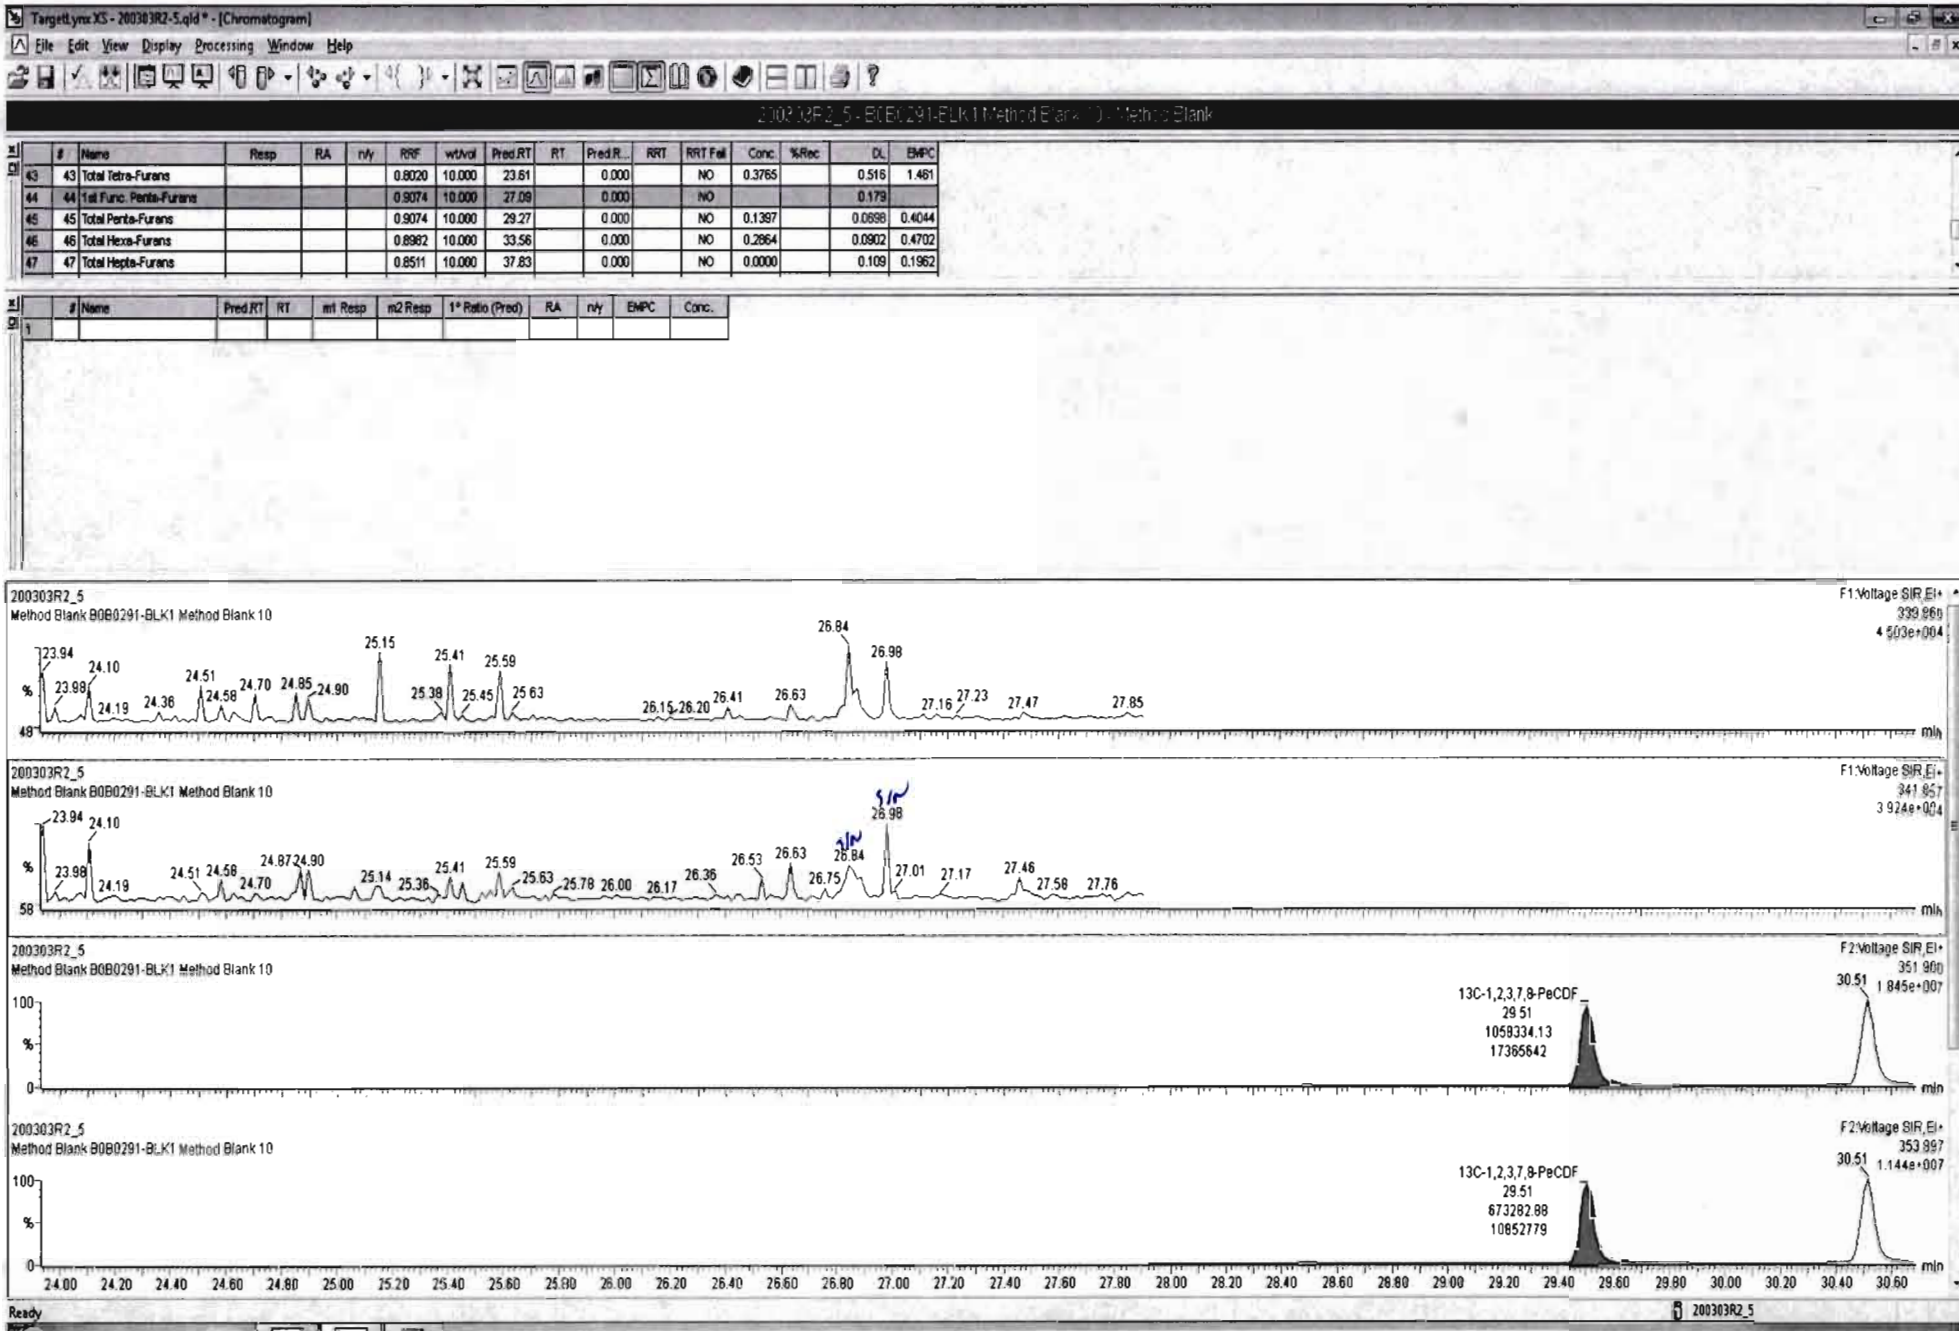 TargetLynx XS - 200303R2-5.qld * - [Chromatogram]
File Edit View Display Processing Window Help
200303R2_5 - B0B0291-BLK1 Method Blank 10 - Method Blank
# Name Resp RA n/y RRF wt/vol Pred.RT RT Pred.R... RRT RRT Fail Conc. %Rec DL EMPC
43 43 Total Tetra-Furans 0.8020 10.000 23.61 0.000 NO 0.3765 0.516 1.461
44 44 1st Func. Penta-Furans 0.9074 10.000 27.09 0.000 NO 0.179
45 45 Total Penta-Furans 0.9074 10.000 29.27 0.000 NO 0.1397 0.0698 0.4044
46 46 Total Hexa-Furans 0.8982 10.000 33.56 0.000 NO 0.2864 0.0902 0.4702
47 47 Total Hepta-Furans 0.8511 10.000 37.83 0.000 NO 0.0000 0.109 0.1962
# Name Pred.RT RT m1 Resp m2 Resp 1° Ratio (Pred) RA n/y EMPC Conc.
1
200303R2_5
Method Blank B0B0291-BLK1 Method Blank 10
F1:Voltage SIR,EI+
339.860
4.503e+004
23.94 23.98 24.10 24.19 24.36 24.51 24.58 24.70 24.85 24.90 25.15 25.38 25.41 25.45 25.59 25.63 26.15 26.20 26.41 26.63 26.84 26.98 27.16 27.23 27.47 27.85
%
48
min
200303R2_5
Method Blank B0B0291-BLK1 Method Blank 10
F1:Voltage SIR,EI+
341.857
3.924e+004
S/N
S/N
23.94 23.98 24.10 24.19 24.51 24.58 24.70 24.87 24.90 25.14 25.36 25.41 25.59 25.63 25.78 26.00 26.17 26.36 26.53 26.63 26.75 26.84 26.98 27.01 27.17 27.46 27.58 27.76
%
58
min
200303R2_5
Method Blank B0B0291-BLK1 Method Blank 10
F2:Voltage SIR,EI+
351.900
1.845e+007
13C-1,2,3,7,8-PeCDF
29.51
1058334.13
17365642
30.51
100
%
0
min
200303R2_5
Method Blank B0B0291-BLK1 Method Blank 10
F2:Voltage SIR,EI+
353.897
1.144e+007
13C-1,2,3,7,8-PeCDF
29.51
673282.88
10852779
30.51
100
%
0
min
24.00 24.20 24.40 24.60 24.80 25.00 25.20 25.40 25.60 25.80 26.00 26.20 26.40 26.60 26.80 27.00 27.20 27.40 27.60 27.80 28.00 28.20 28.40 28.60 28.80 29.00 29.20 29.40 29.60 29.80 30.00 30.20 30.40 30.60
Ready
200303R2_5